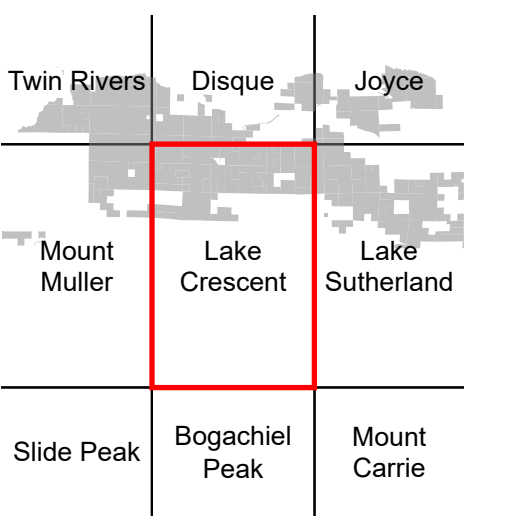 Twin Rivers
Disque
Joyce
Mount
Muller
Lake
Crescent
Lake
Sutherland
Slide Peak
Bogachiel
Peak
Mount
Carrie